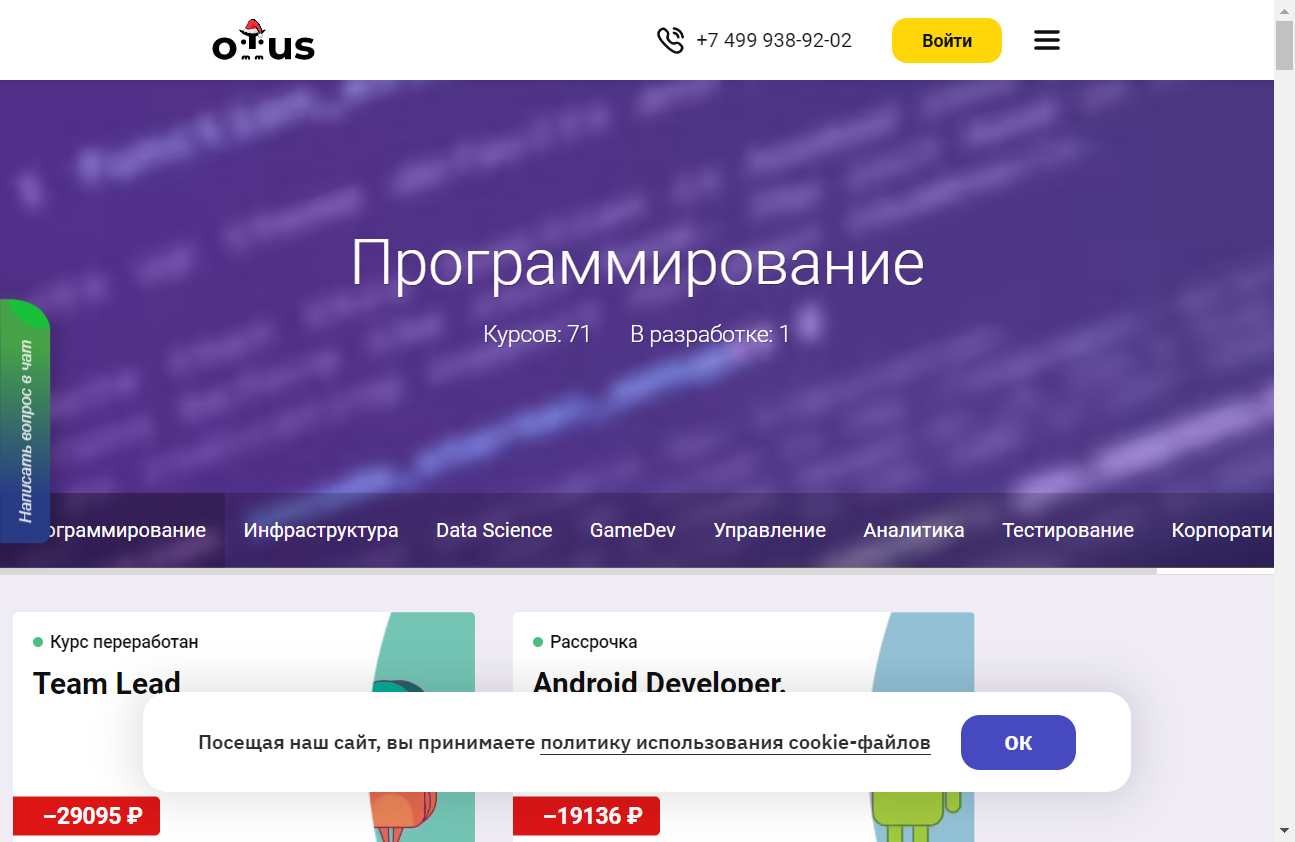 otus
+7 499 938-92-02
Войти
Программирование
Курсов: 71
В разработке: 1
Написать вопрос в чат
ограммирование
Инфраструктура
Data Science
GameDev
Управление
Аналитика
Тестирование
Корпорати
Курс переработан
Team Lead
Рассрочка
Android Developer.
Посещая наш сайт, вы принимаете политику использования cookie-файлов
ОК
−29095 ₽
−19136 ₽